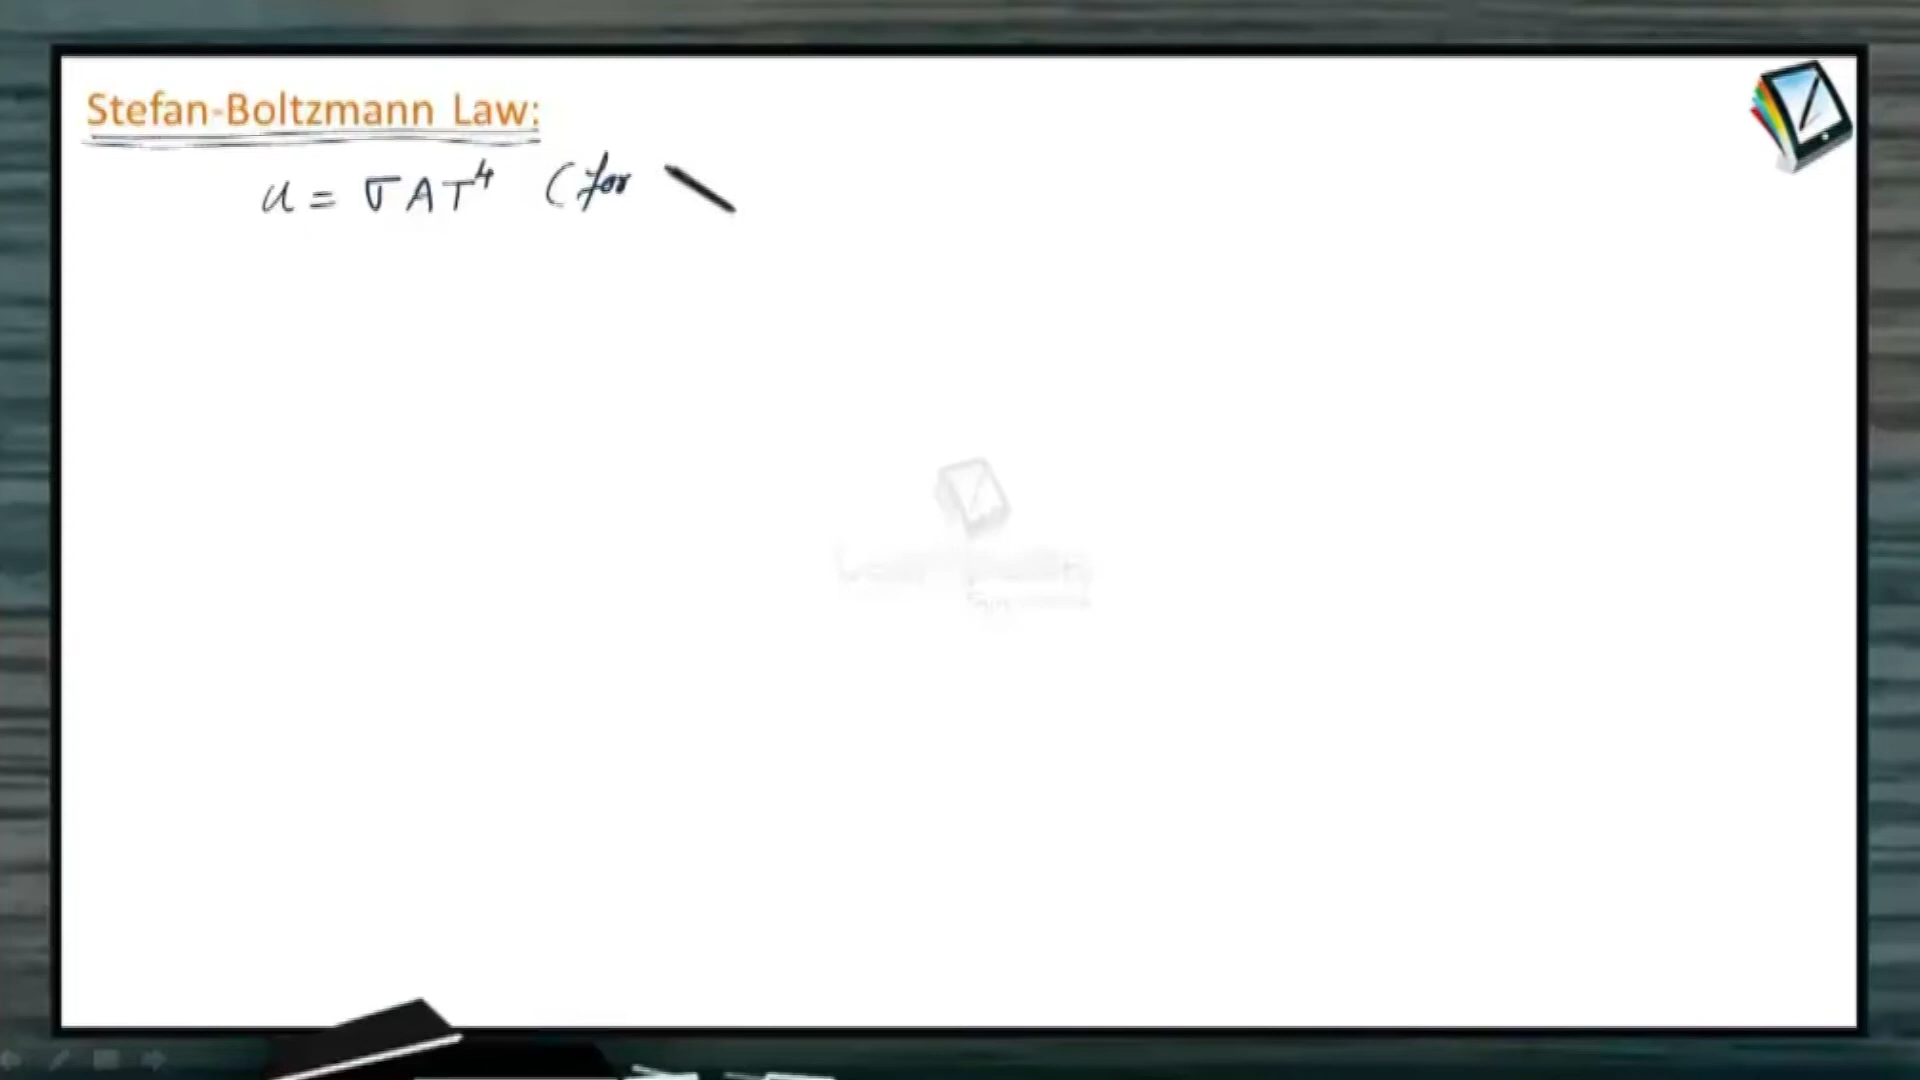 Stefan-Boltzmann Law:
u = σAT⁴ (for